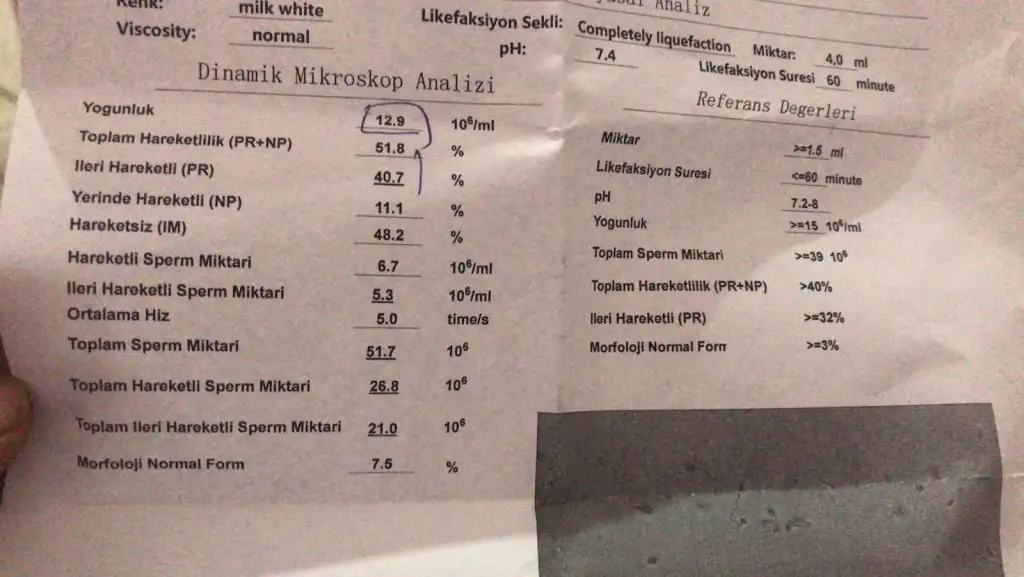 Renk: milk white
Viscosity: normal
Likefaksiyon Sekli: Completely liquefaction
pH: 7.4
Analiz
Miktar: 4,0 ml
Likefaksiyon Suresi 60 minute
Dinamik Mikroskop Analizi
Yogunluk 12.9 10⁶/ml
Toplam Hareketlilik (PR+NP) 51.8 %
Ileri Hareketli (PR) 40.7 %
Yerinde Hareketli (NP) 11.1 %
Hareketsiz (IM) 48.2 %
Hareketli Sperm Miktari 6.7 10⁶/ml
Ileri Hareketli Sperm Miktari 5.3 10⁶/ml
Ortalama Hiz 5.0 time/s
Toplam Sperm Miktari 51.7 10⁶
Toplam Hareketli Sperm Miktari 26.8 10⁶
Toplam Ileri Hareketli Sperm Miktari 21.0 10⁶
Morfoloji Normal Form 7.5 %
Referans Degerleri
Miktar >=1.5 ml
Likefaksiyon Suresi <=60 minute
pH 7.2-8
Yogunluk >=15 10⁶/ml
Toplam Sperm Miktari >=39 10⁶
Toplam Hareketlilik (PR+NP) >40%
Ileri Hareketli (PR) >=32%
Morfoloji Normal Form >=3%